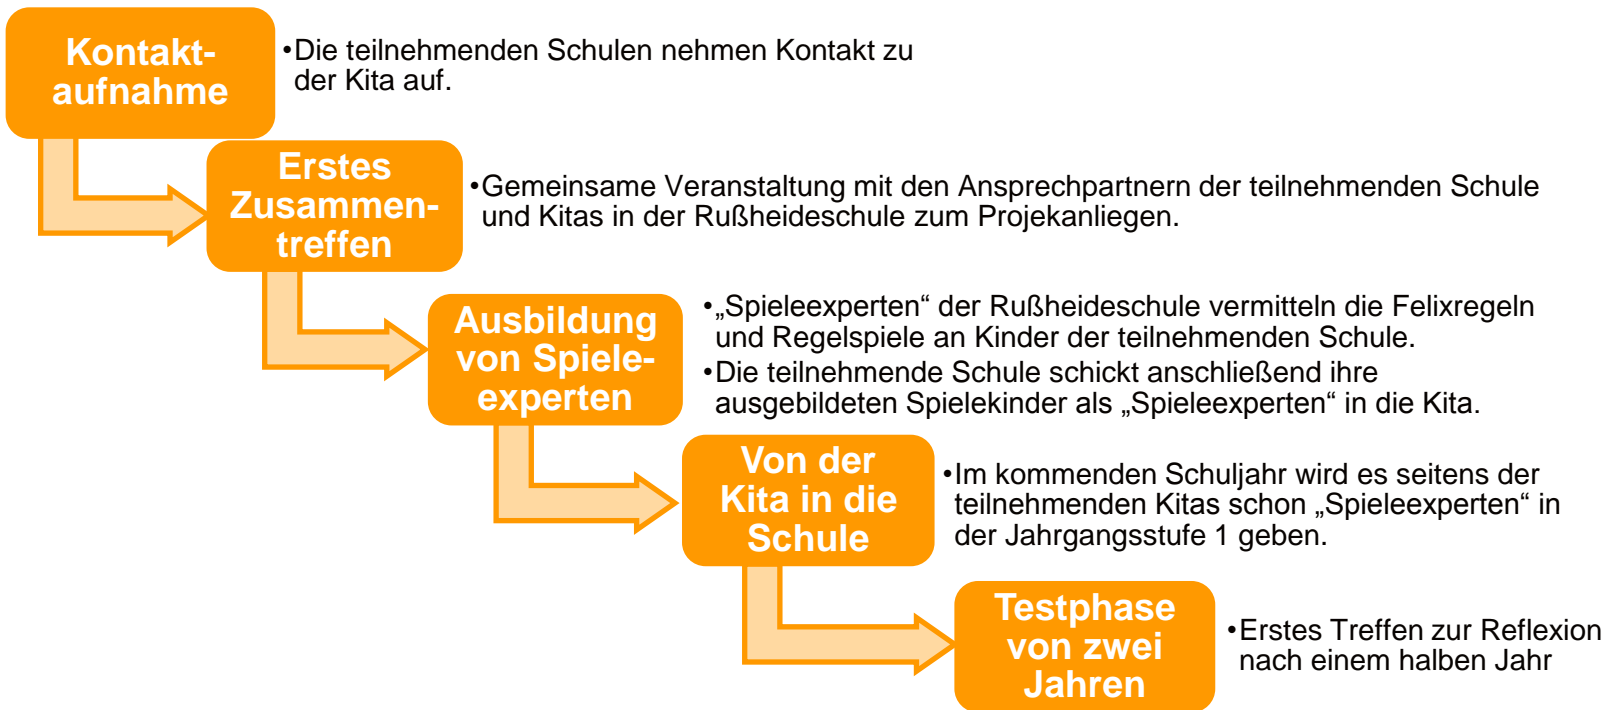 Kontakt-
aufnahme
•Die teilnehmenden Schulen nehmen Kontakt zu
der Kita auf.
Erstes
Zusammen-
treffen
•Gemeinsame Veranstaltung mit den Ansprechpartnern der teilnehmenden Schule
und Kitas in der Rußheideschule zum Projekanliegen.
Ausbildung
von Spiele-
experten
•„Spieleexperten“ der Rußheideschule vermitteln die Felixregeln
und Regelspiele an Kinder der teilnehmenden Schule.
•Die teilnehmende Schule schickt anschließend ihre
ausgebildeten Spielekinder als „Spieleexperten“ in die Kita.
Von der
Kita in die
Schule
•Im kommenden Schuljahr wird es seitens der
teilnehmenden Kitas schon „Spieleexperten“ in
der Jahrgangsstufe 1 geben.
Testphase
von zwei
Jahren
•Erstes Treffen zur Reflexion
nach einem halben Jahr